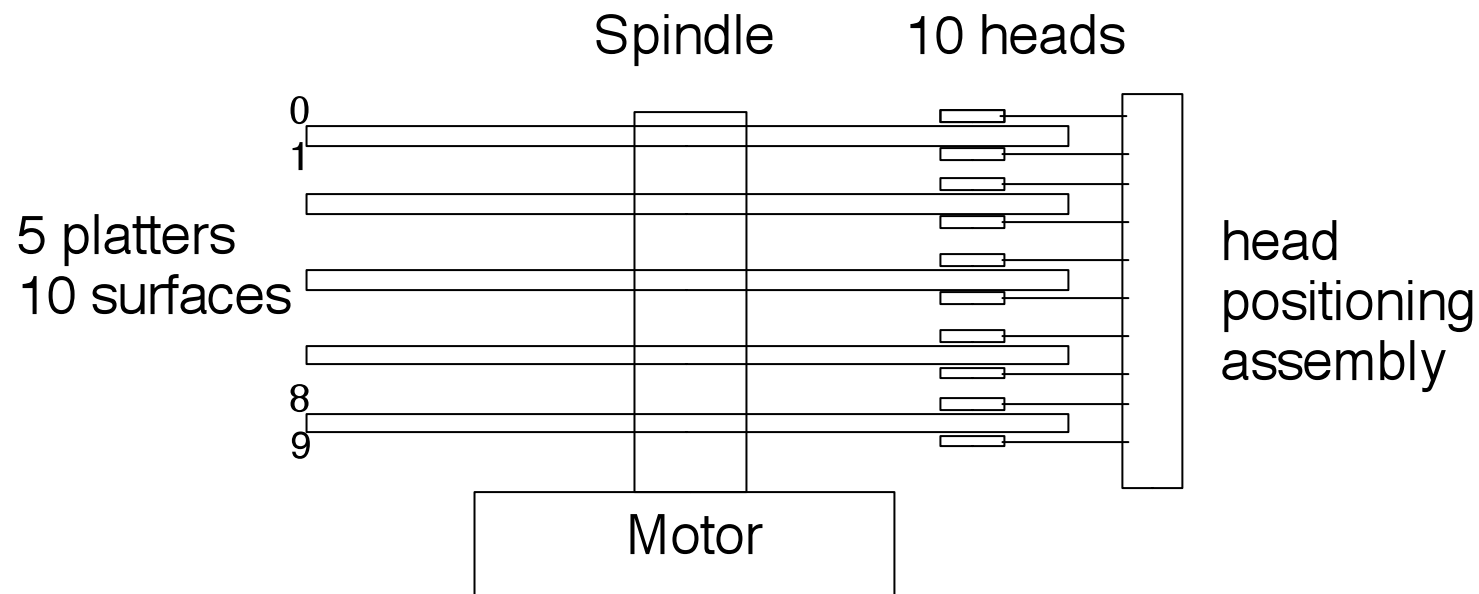 Spindle
10 heads
0
1
5 platters
10 surfaces
head
positioning
assembly
8
9
Motor